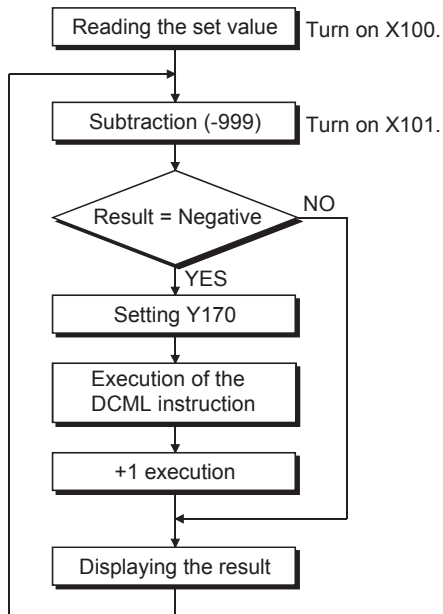 Reading the set value
Turn on X100.
Subtraction (-999)
Turn on X101.
Result = Negative
NO
YES
Setting Y170
Execution of the
DCML instruction
+1 execution
Displaying the result